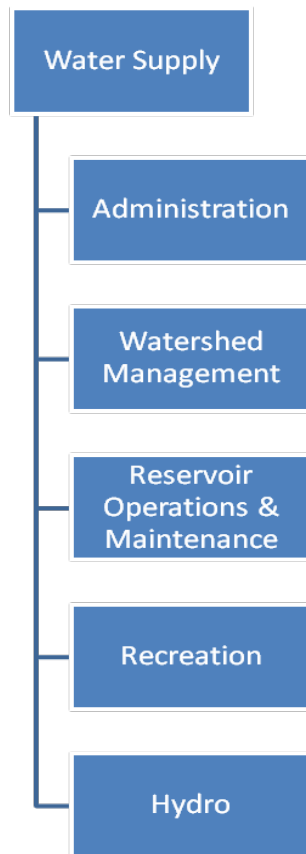 Water Supply
Administration
Watershed
Management
Reservoir
Operations &
Maintenance
Recreation
Hydro